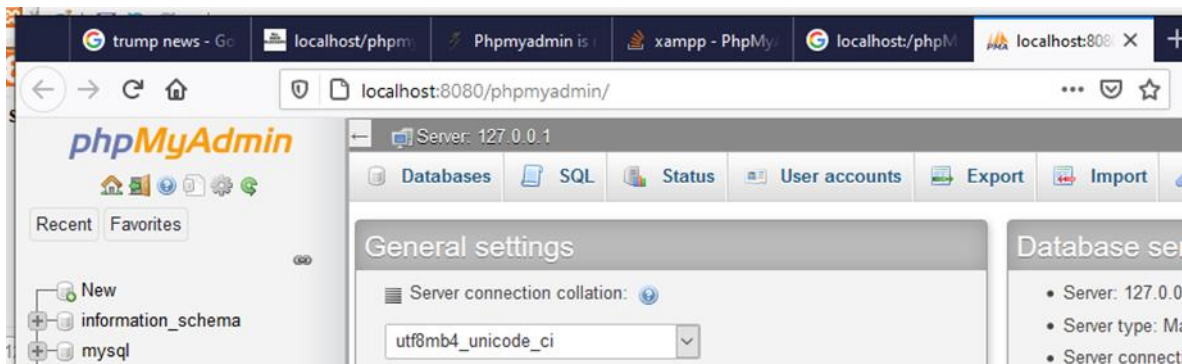 trump news - Go
localhost/phpmy
Phpmyadmin is
xampp - PhpMy
localhost:/phpM
PMA localhost:808
localhost:8080/phpmyadmin/
phpMyAdmin
Server: 127.0.0.1
Databases
SQL
Status
User accounts
Export
Import
Recent
Favorites
General settings
Database se
New
information_schema
mysql
Server connection collation:
utf8mb4_unicode_ci
Server: 127.0.0
Server type: Ma
Server connect